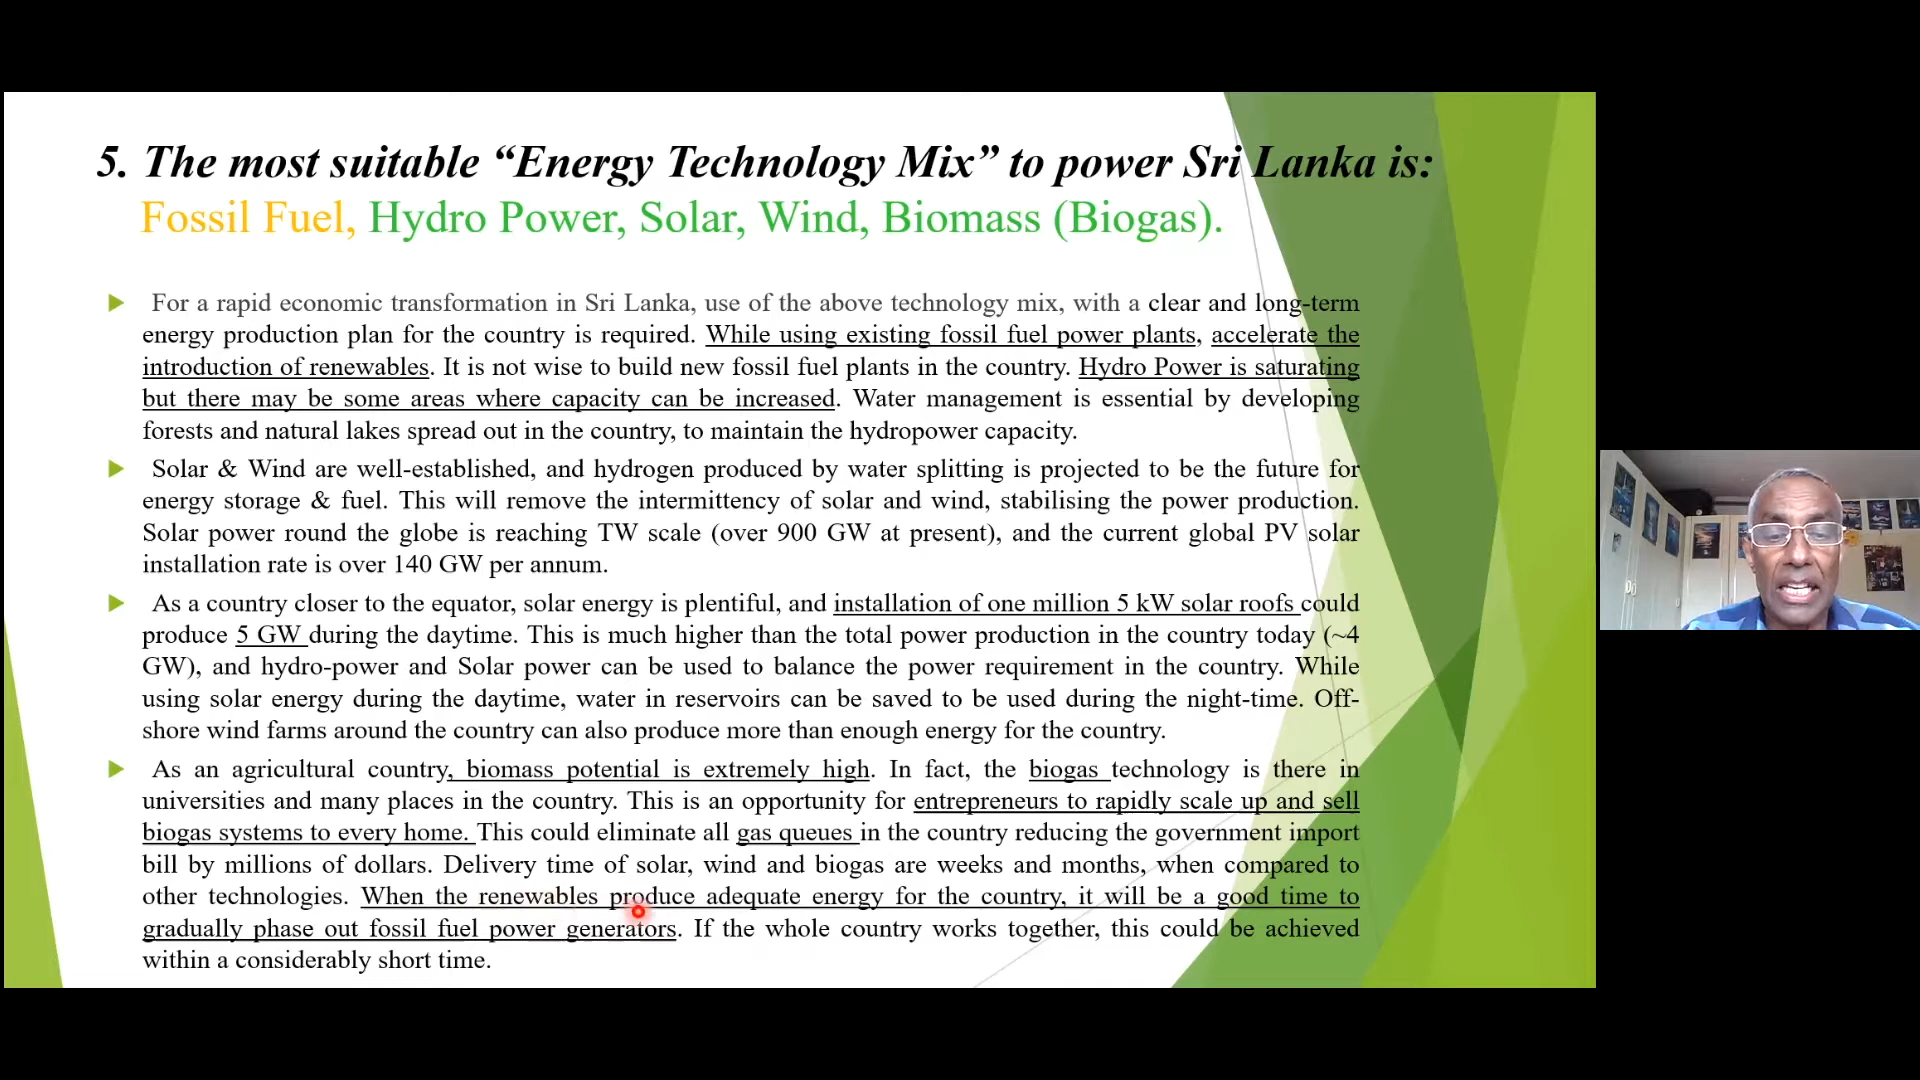 5. The most suitable “Energy Technology Mix” to power Sri Lanka is:
Fossil Fuel, Hydro Power, Solar, Wind, Biomass (Biogas).
For a rapid economic transformation in Sri Lanka, use of the above technology mix, with a clear and long-term
energy production plan for the country is required. While using existing fossil fuel power plants, accelerate the
introduction of renewables. It is not wise to build new fossil fuel plants in the country. Hydro Power is saturating
but there may be some areas where capacity can be increased. Water management is essential by developing
forests and natural lakes spread out in the country, to maintain the hydropower capacity.
Solar & Wind are well-established, and hydrogen produced by water splitting is projected to be the future for
energy storage & fuel. This will remove the intermittency of solar and wind, stabilising the power production.
Solar power round the globe is reaching TW scale (over 900 GW at present), and the current global PV solar
installation rate is over 140 GW per annum.
As a country closer to the equator, solar energy is plentiful, and installation of one million 5 kW solar roofs could
produce 5 GW during the daytime. This is much higher than the total power production in the country today (~4
GW), and hydro-power and Solar power can be used to balance the power requirement in the country. While
using solar energy during the daytime, water in reservoirs can be saved to be used during the night-time. Off-
shore wind farms around the country can also produce more than enough energy for the country.
As an agricultural country, biomass potential is extremely high. In fact, the biogas technology is there in
universities and many places in the country. This is an opportunity for entrepreneurs to rapidly scale up and sell
biogas systems to every home. This could eliminate all gas queues in the country reducing the government import
bill by millions of dollars. Delivery time of solar, wind and biogas are weeks and months, when compared to
other technologies. When the renewables produce adequate energy for the country, it will be a good time to
gradually phase out fossil fuel power generators. If the whole country works together, this could be achieved
within a considerably short time.